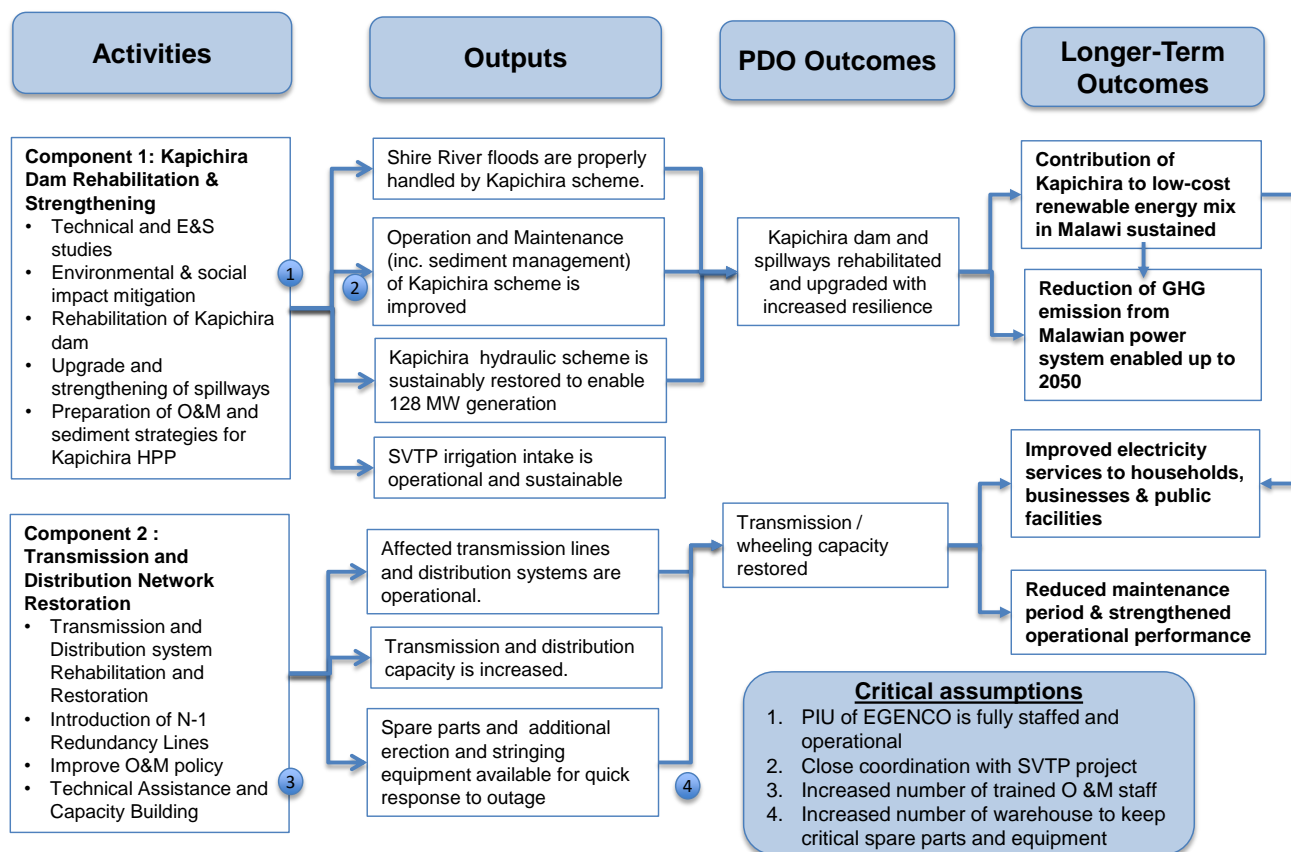 Activities
Outputs
PDO Outcomes
Longer-Term
Outcomes
Component 1: Kapichira
Dam Rehabilitation &
Strengthening
• Technical and E&S
studies
• Environmental & social
impact mitigation
• Rehabilitation of Kapichira
dam
• Upgrade and
strengthening of spillways
• Preparation of O&M and
sediment strategies for
Kapichira HPP
1
2
Shire River floods are properly
handled by Kapichira scheme.
Operation and Maintenance
(inc. sediment management)
of Kapichira scheme is
improved
Kapichira hydraulic scheme is
sustainably restored to enable
128 MW generation
SVTP irrigation intake is
operational and sustainable
Kapichira dam and
spillways rehabilitated
and upgraded with
increased resilience
Contribution of
Kapichira to low-cost
renewable energy mix
in Malawi sustained
Reduction of GHG
emission from
Malawian power
system enabled up to
2050
Component 2 :
Transmission and
Distribution Network
Restoration
• Transmission and
Distribution system
Rehabilitation and
Restoration
• Introduction of N-1
Redundancy Lines
• Improve O&M policy
• Technical Assistance and
Capacity Building
3
Affected transmission lines
and distribution systems are
operational.
Transmission and distribution
capacity is increased.
Spare parts and additional
erection and stringing
equipment available for quick
response to outage
4
Transmission /
wheeling capacity
restored
Improved electricity
services to households,
businesses & public
facilities
Reduced maintenance
period & strengthened
operational performance
Critical assumptions
1. PIU of EGENCO is fully staffed and
operational
2. Close coordination with SVTP project
3. Increased number of trained O &M staff
4. Increased number of warehouse to keep
critical spare parts and equipment